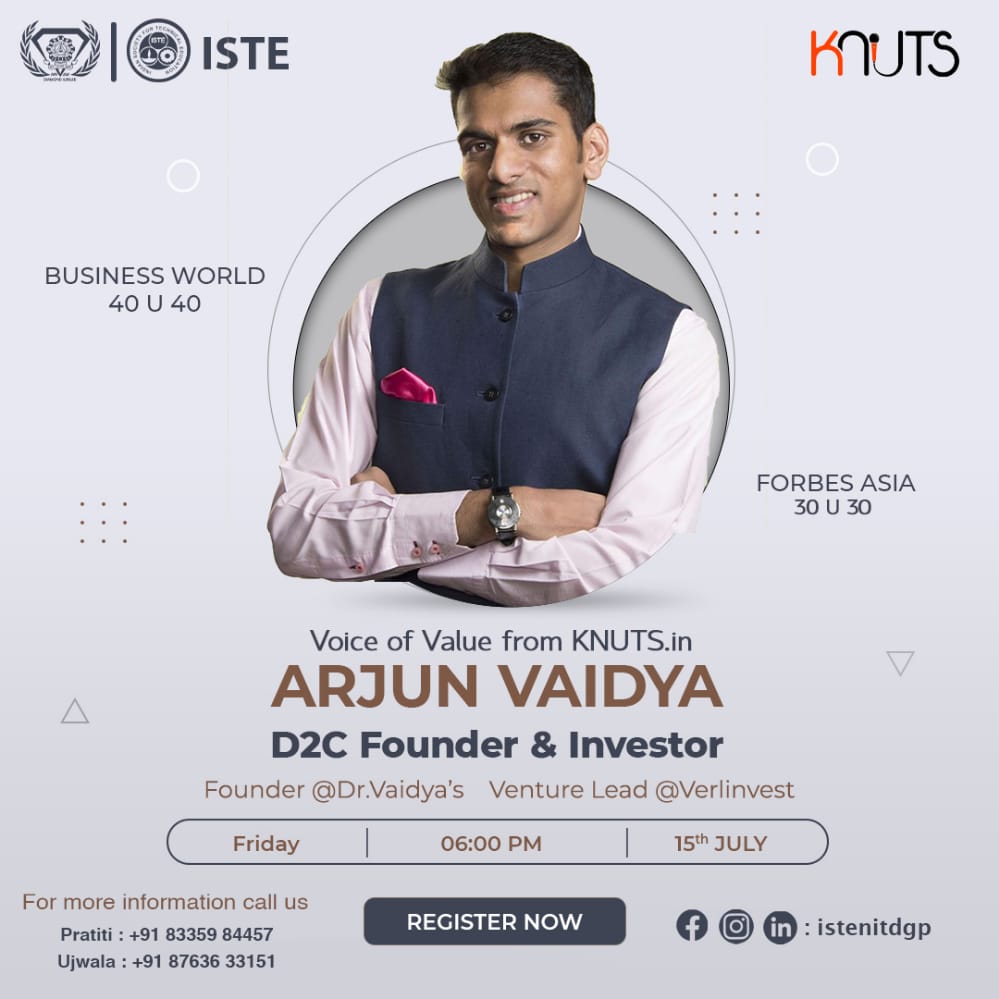 ISTE
KNUTS
BUSINESS WORLD
40 U 40
FORBES ASIA
30 U 30
Voice of Value from KNUTS.in
ARJUN VAIDYA
D2C Founder & Investor
Founder @Dr.Vaidya's Venture Lead @Verlinvest
Friday 06:00 PM 15th JULY
For more information call us
Pratiti : +91 83359 84457
Ujwala : +91 87636 33151
REGISTER NOW
: istenitdgp